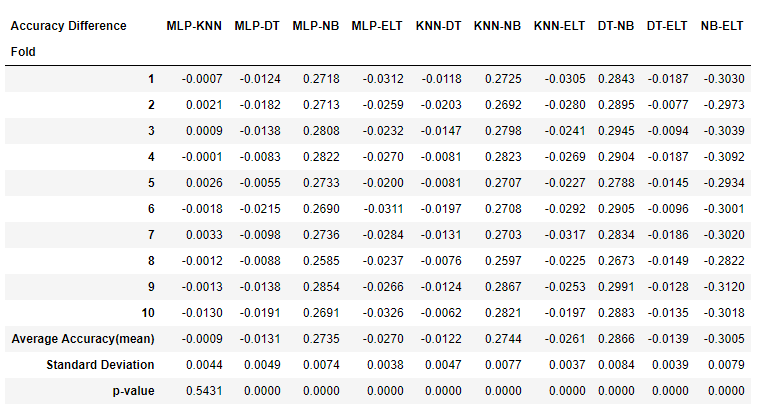 Accuracy Difference MLP-KNN MLP-DT MLP-NB MLP-ELT KNN-DT KNN-NB KNN-ELT DT-NB DT-ELT NB-ELT
Fold
1 -0.0007 -0.0124 0.2718 -0.0312 -0.0118 0.2725 -0.0305 0.2843 -0.0187 -0.3030
2 0.0021 -0.0182 0.2713 -0.0259 -0.0203 0.2692 -0.0280 0.2895 -0.0077 -0.2973
3 0.0009 -0.0138 0.2808 -0.0232 -0.0147 0.2798 -0.0241 0.2945 -0.0094 -0.3039
4 -0.0001 -0.0083 0.2822 -0.0270 -0.0081 0.2823 -0.0269 0.2904 -0.0187 -0.3092
5 0.0026 -0.0055 0.2733 -0.0200 -0.0081 0.2707 -0.0227 0.2788 -0.0145 -0.2934
6 -0.0018 -0.0215 0.2690 -0.0311 -0.0197 0.2708 -0.0292 0.2905 -0.0096 -0.3001
7 0.0033 -0.0098 0.2736 -0.0284 -0.0131 0.2703 -0.0317 0.2834 -0.0186 -0.3020
8 -0.0012 -0.0088 0.2585 -0.0237 -0.0076 0.2597 -0.0225 0.2673 -0.0149 -0.2822
9 -0.0013 -0.0138 0.2854 -0.0266 -0.0124 0.2867 -0.0253 0.2991 -0.0128 -0.3120
10 -0.0130 -0.0191 0.2691 -0.0326 -0.0062 0.2821 -0.0197 0.2883 -0.0135 -0.3018
Average Accuracy(mean) -0.0009 -0.0131 0.2735 -0.0270 -0.0122 0.2744 -0.0261 0.2866 -0.0139 -0.3005
Standard Deviation 0.0044 0.0049 0.0074 0.0038 0.0047 0.0077 0.0037 0.0084 0.0039 0.0079
p-value 0.5431 0.0000 0.0000 0.0000 0.0000 0.0000 0.0000 0.0000 0.0000 0.0000